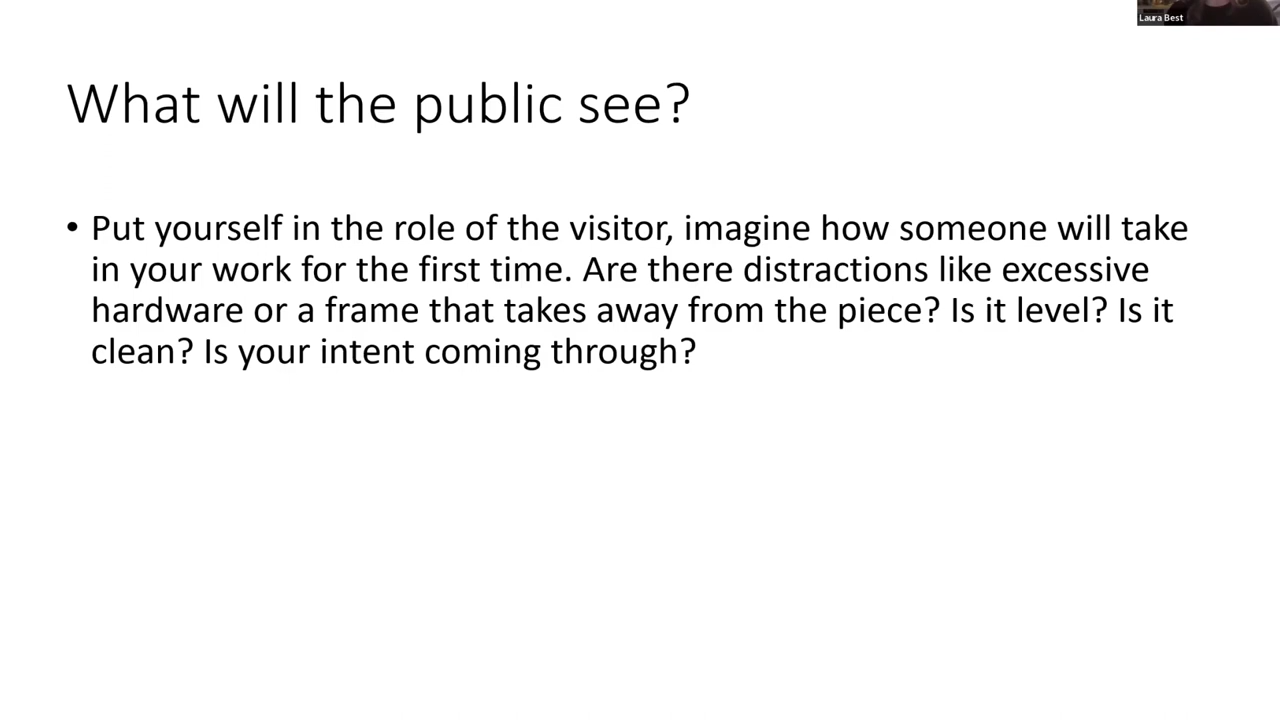 Laura Best
What will the public see?
• Put yourself in the role of the visitor, imagine how someone will take
in your work for the first time. Are there distractions like excessive
hardware or a frame that takes away from the piece? Is it level? Is it
clean? Is your intent coming through?